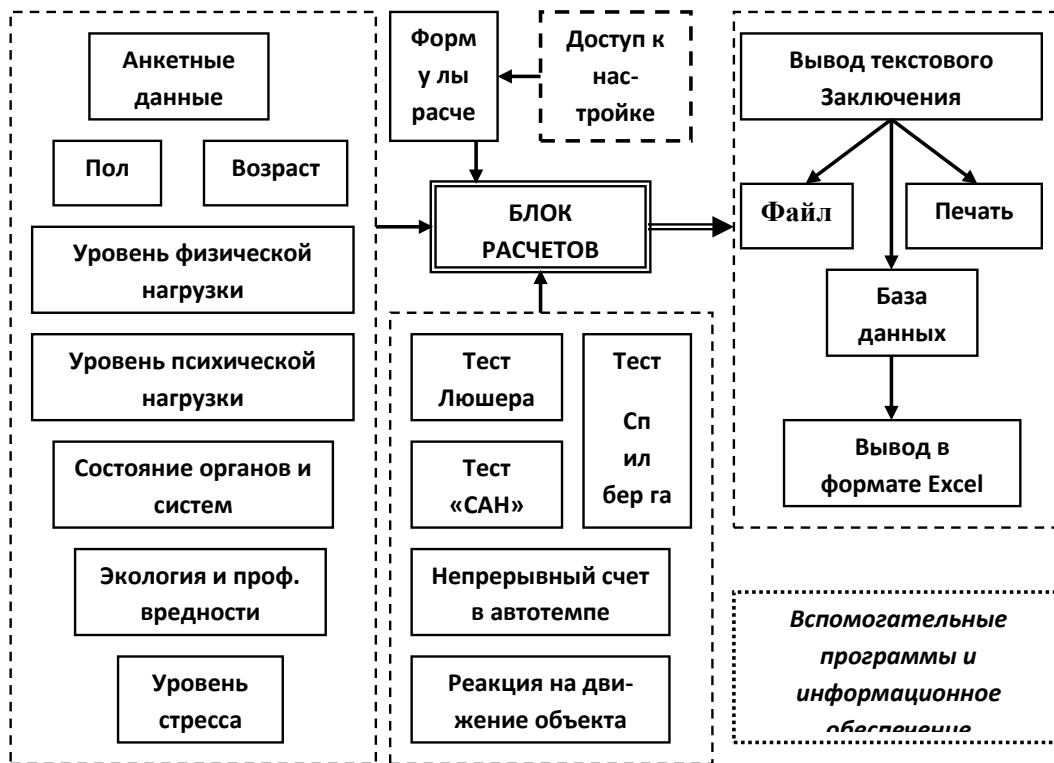 Анкетные
данные
Пол
Возраст
Уровень физической
нагрузки
Уровень психической
нагрузки
Состояние органов и
систем
Экология и проф.
вредности
Уровень
стресса
Форм
у лы
расче
Доступ к
нас-
тройке
БЛОК
РАСЧЕТОВ
Тест
Люшера
Тест
«САН»
Тест
Сп
ил
бер га
Непрерывный счет
в автотемпе
Реакция на дви-
жение объекта
Вывод текстового
Заключения
Файл
Печать
База
данных
Вывод в
формате Excel
Вспомогательные
программы и
информационное
обеспечение